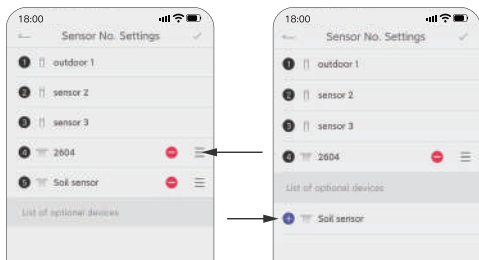 18:00
Sensor No. Settings
1 outdoor 1
2 sensor 2
3 sensor 3
4 2604
5 Soil sensor
List of optional devices
18:00
Sensor No. Settings
1 outdoor 1
2 sensor 2
3 sensor 3
4 2604
List of optional devices
Soil sensor